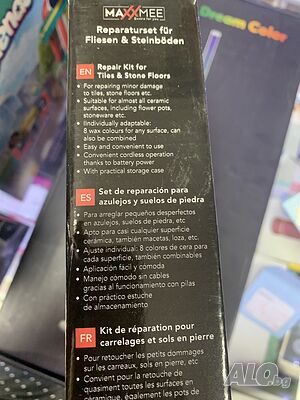 MAXXMEE
Reparaturset für
Fliesen & Steinböden
EN
Repair Kit for
Tiles & Stone Floors
• For repairing minor damage
to tiles, stone floors etc.
• Suitable for almost all ceramic
surfaces, including flower pots,
stoneware etc.
• Iindividually adaptable:
8 wax colours for any surface, can
also be combined
• Easy and convenient to use
• Convenient cordless operation
thanks to battery power
• With practical storage case
ES
Set de reparación para
azulejos y suelos de piedra
• Para arreglar pequeños desperfectos
en azulejos, suelos de piedra, etc
• Apto para casi cualquier superficie
cerámica, también macetas, loza, etc.
• Ajuste individual: 8 colores de cera para
cada superficie, también combinables
• Aplicación fácil y cómoda
• Manejo cómodo sin cables
gracias al funcionamiento con pilas
• Con práctico estuche
de almacenamiento
FR
Kit de réparation pour
carrelages et sols en pierre
• Pour retoucher les petits dommages
sur les carreaux, sols en pierre, etc.
• Convient pour la retouche de
quasiment toutes les surfaces en
céramique, également les pots de
Dream Color
ALO.bg